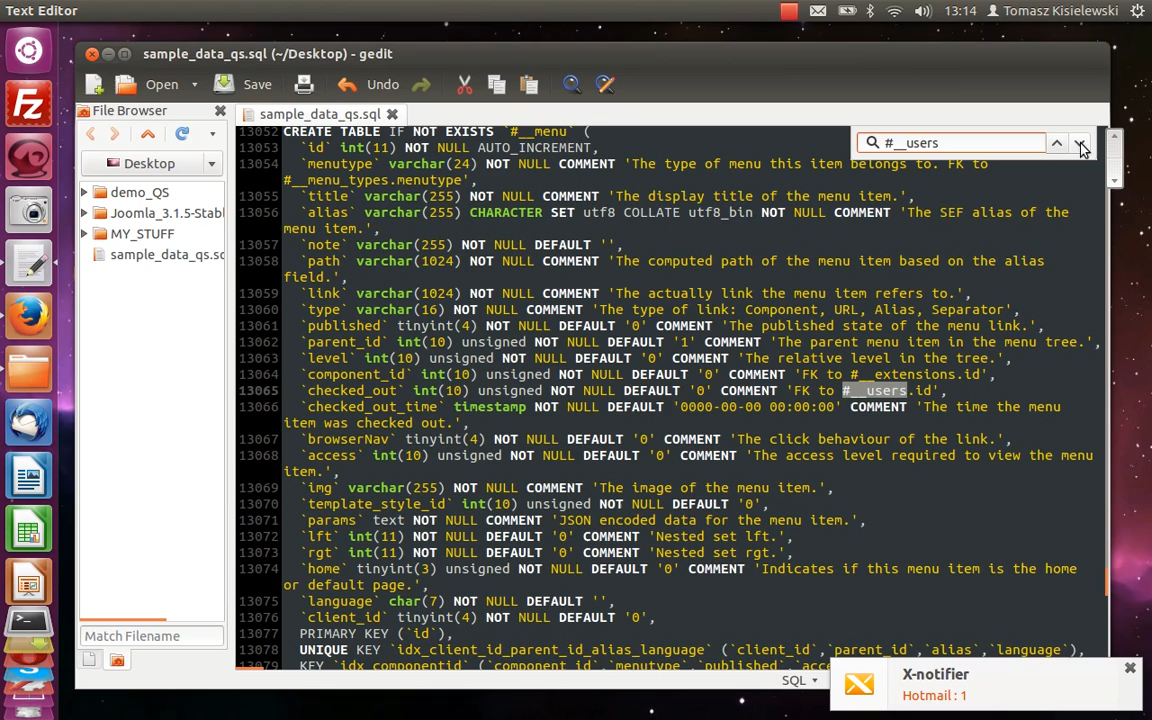 Text Editor
13:14
Tomasz Kisielewski
sample_data_qs.sql (~/Desktop) - gedit
Open
Save
Undo
File Browser
sample_data_qs.sql
#__users
Desktop
demo_QS
Joomla_3.1.5-Stabl
MY_STUFF
sample_data_qs.sq
13052 CREATE TABLE IF NOT EXISTS `#__menu` (
13053 `id` int(11) NOT NULL AUTO_INCREMENT,
13054 `menutype` varchar(24) NOT NULL COMMENT 'The type of menu this item belongs to. FK to
#__menu_types.menutype',
13055 `title` varchar(255) NOT NULL COMMENT 'The display title of the menu item.',
13056 `alias` varchar(255) CHARACTER SET utf8 COLLATE utf8_bin NOT NULL COMMENT 'The SEF alias of the
menu item.',
13057 `note` varchar(255) NOT NULL DEFAULT '',
13058 `path` varchar(1024) NOT NULL COMMENT 'The computed path of the menu item based on the alias
field.',
13059 `link` varchar(1024) NOT NULL COMMENT 'The actually link the menu item refers to.',
13060 `type` varchar(16) NOT NULL COMMENT 'The type of link: Component, URL, Alias, Separator',
13061 `published` tinyint(4) NOT NULL DEFAULT '0' COMMENT 'The published state of the menu link.',
13062 `parent_id` int(10) unsigned NOT NULL DEFAULT '1' COMMENT 'The parent menu item in the menu tree.',
13063 `level` int(10) unsigned NOT NULL DEFAULT '0' COMMENT 'The relative level in the tree.',
13064 `component_id` int(10) unsigned NOT NULL DEFAULT '0' COMMENT 'FK to #__extensions.id',
13065 `checked_out` int(10) unsigned NOT NULL DEFAULT '0' COMMENT 'FK to #__users.id',
13066 `checked_out_time` timestamp NOT NULL DEFAULT '0000-00-00 00:00:00' COMMENT 'The time the menu
item was checked out.',
13067 `browserNav` tinyint(4) NOT NULL DEFAULT '0' COMMENT 'The click behaviour of the link.',
13068 `access` int(10) unsigned NOT NULL DEFAULT '0' COMMENT 'The access level required to view the menu
item.',
13069 `img` varchar(255) NOT NULL COMMENT 'The image of the menu item.',
13070 `template_style_id` int(10) unsigned NOT NULL DEFAULT '0',
13071 `params` text NOT NULL COMMENT 'JSON encoded data for the menu item.',
13072 `lft` int(11) NOT NULL DEFAULT '0' COMMENT 'Nested set lft.',
13073 `rgt` int(11) NOT NULL DEFAULT '0' COMMENT 'Nested set rgt.',
13074 `home` tinyint(3) unsigned NOT NULL DEFAULT '0' COMMENT 'Indicates if this menu item is the home
or default page.',
13075 `language` char(7) NOT NULL DEFAULT '',
13076 `client_id` tinyint(4) NOT NULL DEFAULT '0',
13077 PRIMARY KEY (`id`),
13078 UNIQUE KEY `idx_client_id_parent_id_alias_language` (`client_id`,`parent_id`,`alias`,`language`),
13079 KEY `idx_componentid` (`component_id`,`menutype`,`published`,`acce
Match Filename
SQL
X-notifier
Hotmail : 1